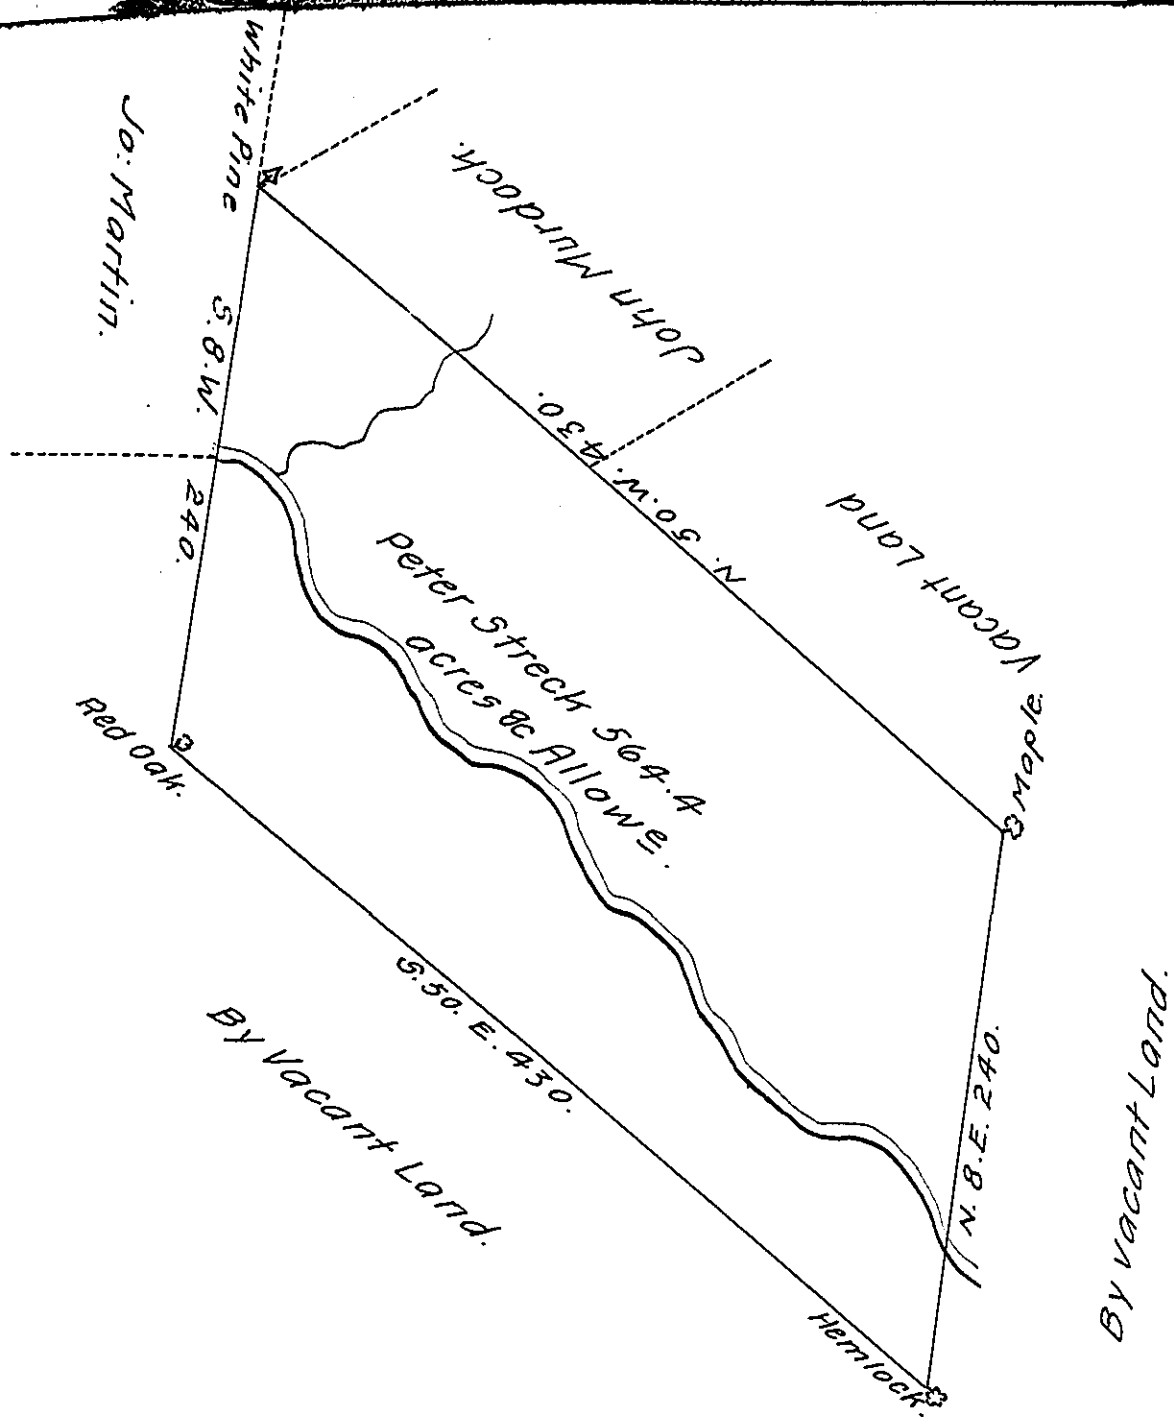 White Pine
Jo: Martin.
S. 8. W. 240.
John Murdock.
N. 50. W. 430.
Vacant Land
Maple.
Peter Streck 564.4
acres &c Allowe.
Red Oak.
S. 50. E. 430.
By Vacant Land.
N. 8. E. 240.
By Vacant Land.
Hemlock.